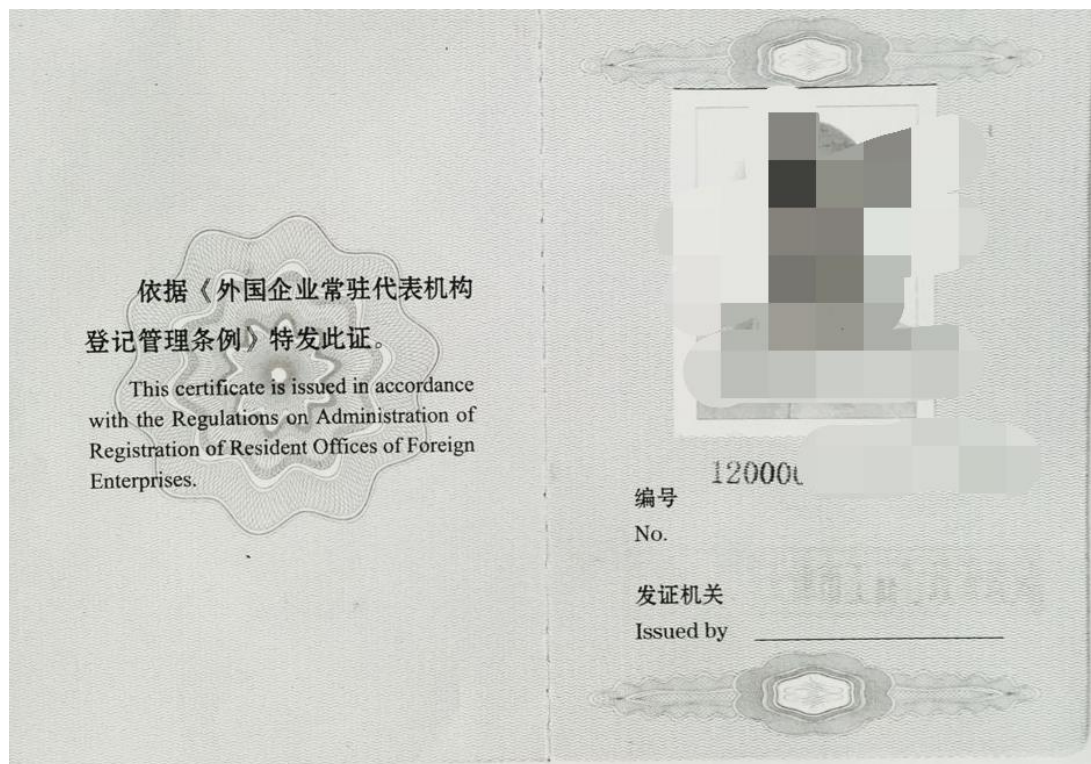 依据《外国企业常驻代表机构
登记管理条例》特发此证。
This certificate is issued in accordance
with the Regulations on Administration of
Registration of Resident Offices of Foreign
Enterprises.
12000
编号
No.
发证机关
Issued by